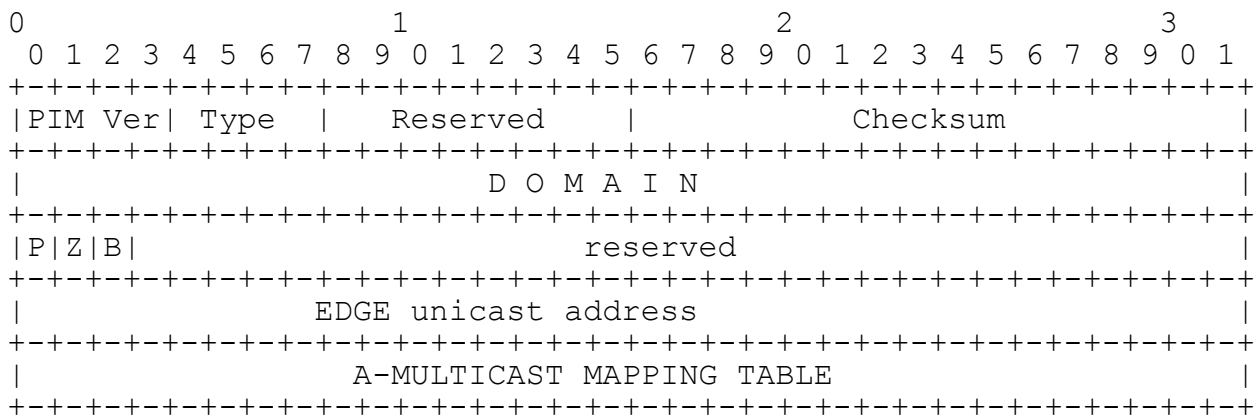 0                   1                   2                   3
 0 1 2 3 4 5 6 7 8 9 0 1 2 3 4 5 6 7 8 9 0 1 2 3 4 5 6 7 8 9 0 1
+-+-+-+-+-+-+-+-+-+-+-+-+-+-+-+-+-+-+-+-+-+-+-+-+-+-+-+-+-+-+-+-+
|PIM Ver| Type  |   Reserved    |           Checksum            |
+-+-+-+-+-+-+-+-+-+-+-+-+-+-+-+-+-+-+-+-+-+-+-+-+-+-+-+-+-+-+-+-+
|                        D O M A I N                            |
+-+-+-+-+-+-+-+-+-+-+-+-+-+-+-+-+-+-+-+-+-+-+-+-+-+-+-+-+-+-+-+-+
|P|Z|B|                       reserved                          |
+-+-+-+-+-+-+-+-+-+-+-+-+-+-+-+-+-+-+-+-+-+-+-+-+-+-+-+-+-+-+-+-+
|               EDGE unicast address                            |
+-+-+-+-+-+-+-+-+-+-+-+-+-+-+-+-+-+-+-+-+-+-+-+-+-+-+-+-+-+-+-+-+
|                 A-MULTICAST MAPPING TABLE                     |
+-+-+-+-+-+-+-+-+-+-+-+-+-+-+-+-+-+-+-+-+-+-+-+-+-+-+-+-+-+-+-+-+